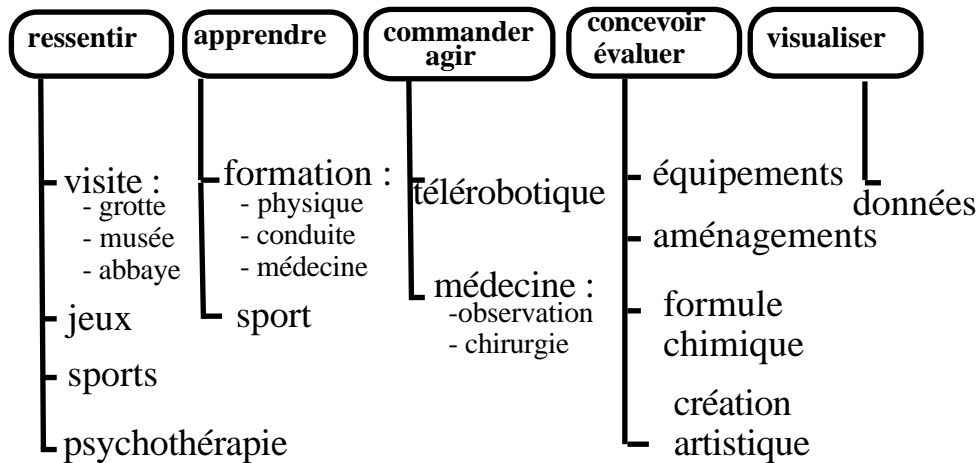 ressentir
visite :
- grotte
- musée
- abbaye
jeux
sports
psychothérapie
apprendre
formation :
- physique
- conduite
- médecine
sport
commander
agir
télérobotique
médecine :
-observation
- chirurgie
concevoir
évaluer
équipements
aménagements
formule
chimique
création
artistique
visualiser
données